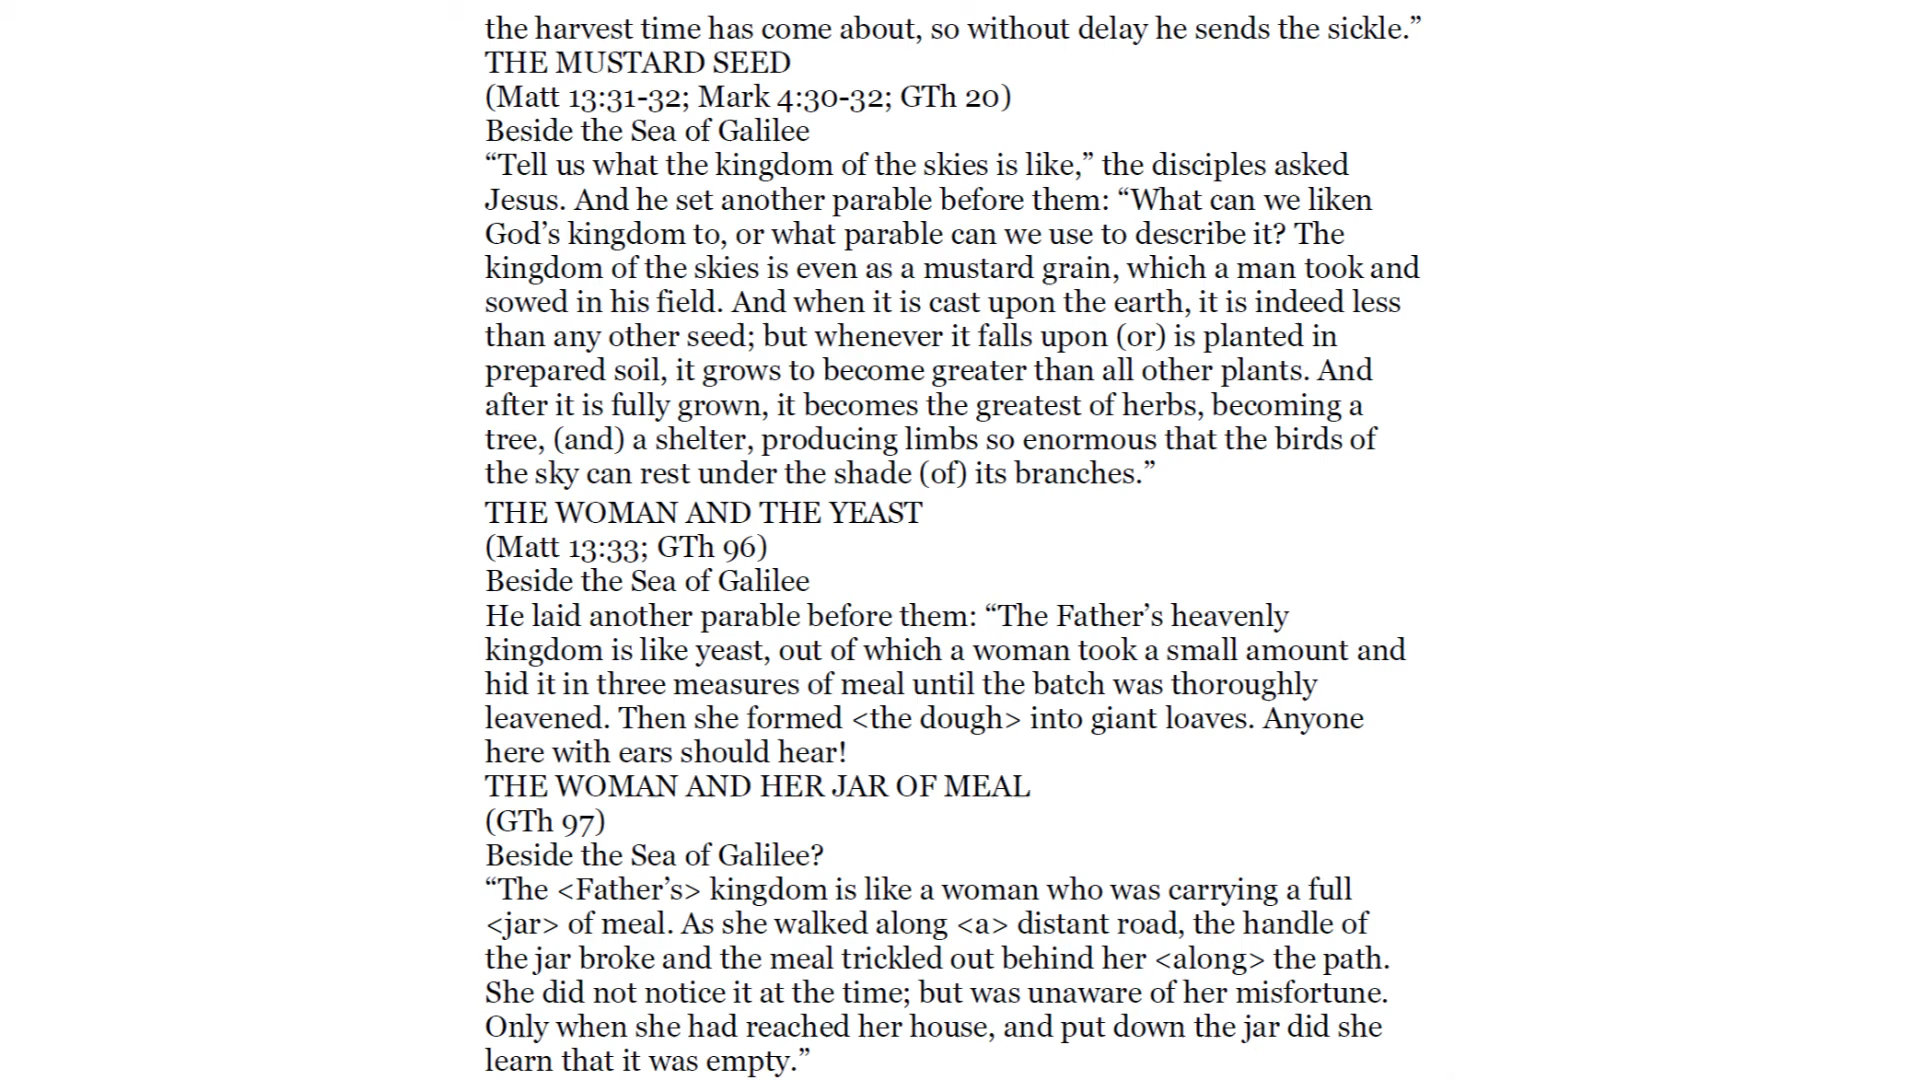 the harvest time has come about, so without delay he sends the sickle.”
THE MUSTARD SEED
(Matt 13:31-32; Mark 4:30-32; GTh 20)
Beside the Sea of Galilee
“Tell us what the kingdom of the skies is like,” the disciples asked
Jesus. And he set another parable before them: “What can we liken
God’s kingdom to, or what parable can we use to describe it? The
kingdom of the skies is even as a mustard grain, which a man took and
sowed in his field. And when it is cast upon the earth, it is indeed less
than any other seed; but whenever it falls upon (or) is planted in
prepared soil, it grows to become greater than all other plants. And
after it is fully grown, it becomes the greatest of herbs, becoming a
tree, (and) a shelter, producing limbs so enormous that the birds of
the sky can rest under the shade (of) its branches.”
THE WOMAN AND THE YEAST
(Matt 13:33; GTh 96)
Beside the Sea of Galilee
He laid another parable before them: “The Father’s heavenly
kingdom is like yeast, out of which a woman took a small amount and
hid it in three measures of meal until the batch was thoroughly
leavened. Then she formed <the dough> into giant loaves. Anyone
here with ears should hear!
THE WOMAN AND HER JAR OF MEAL
(GTh 97)
Beside the Sea of Galilee?
“The <Father’s> kingdom is like a woman who was carrying a full
<jar> of meal. As she walked along <a> distant road, the handle of
the jar broke and the meal trickled out behind her <along> the path.
She did not notice it at the time; but was unaware of her misfortune.
Only when she had reached her house, and put down the jar did she
learn that it was empty.”